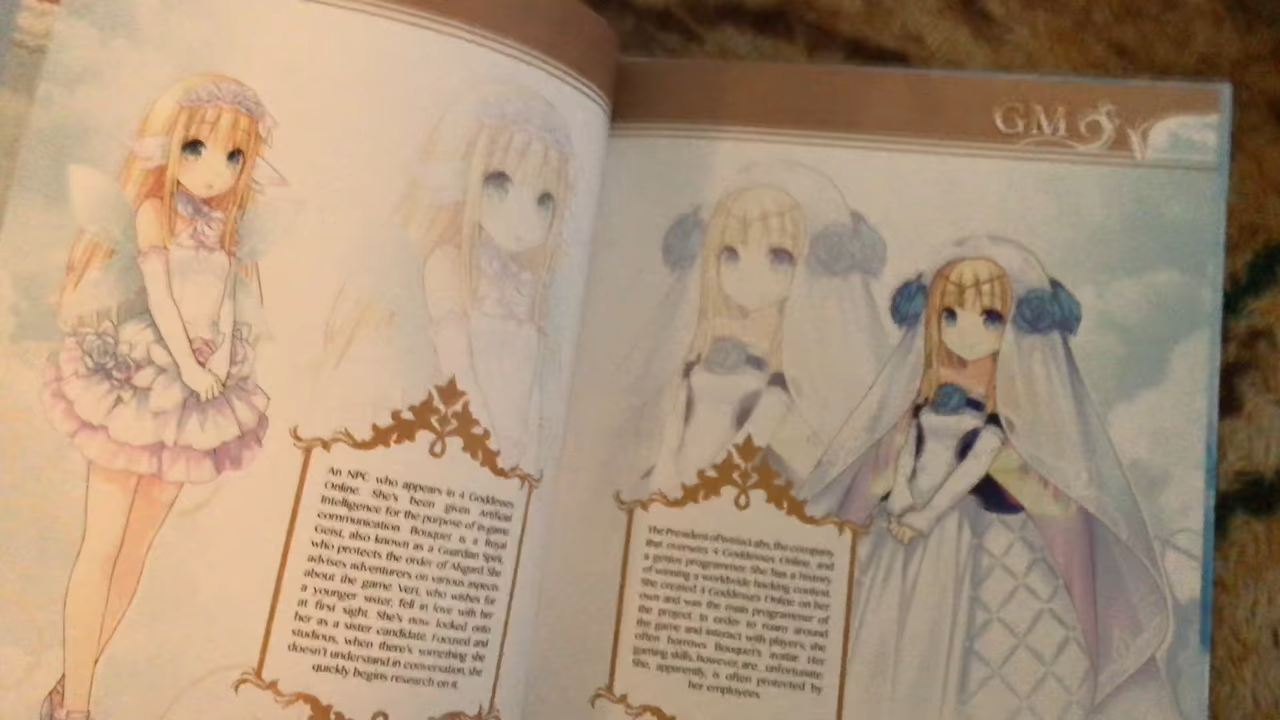 An NPC who appears in 4 Goddesses
Online. She's been given Artificial
Intelligence for the purpose of in-game
communication. Bouquet is a Royal
Geist, also known as a Guardian Spirit,
who protects the order of Alsgard. She
advises adventurers on various aspects
about the game. Vert, who wishes for
a younger sister, fell in love with her
at first sight. She's now locked onto
her as a sister candidate. Focused and
studious, when there's something she
doesn't understand in conversation, she
quickly begins research on it.
GM
The President of Labs, the company
that oversees 4 Goddesses Online, and
a genius programmer. She has a history
of winning a worldwide hacking contest.
She created 4 Goddesses Online on her
own and was the main programmer of
the project. In order to roam around
the game and interact with players, she
often borrows Bouquet's avatar. Her
gaming skills, however, are unfortunate.
She, apparently, is often protected by
her employees.